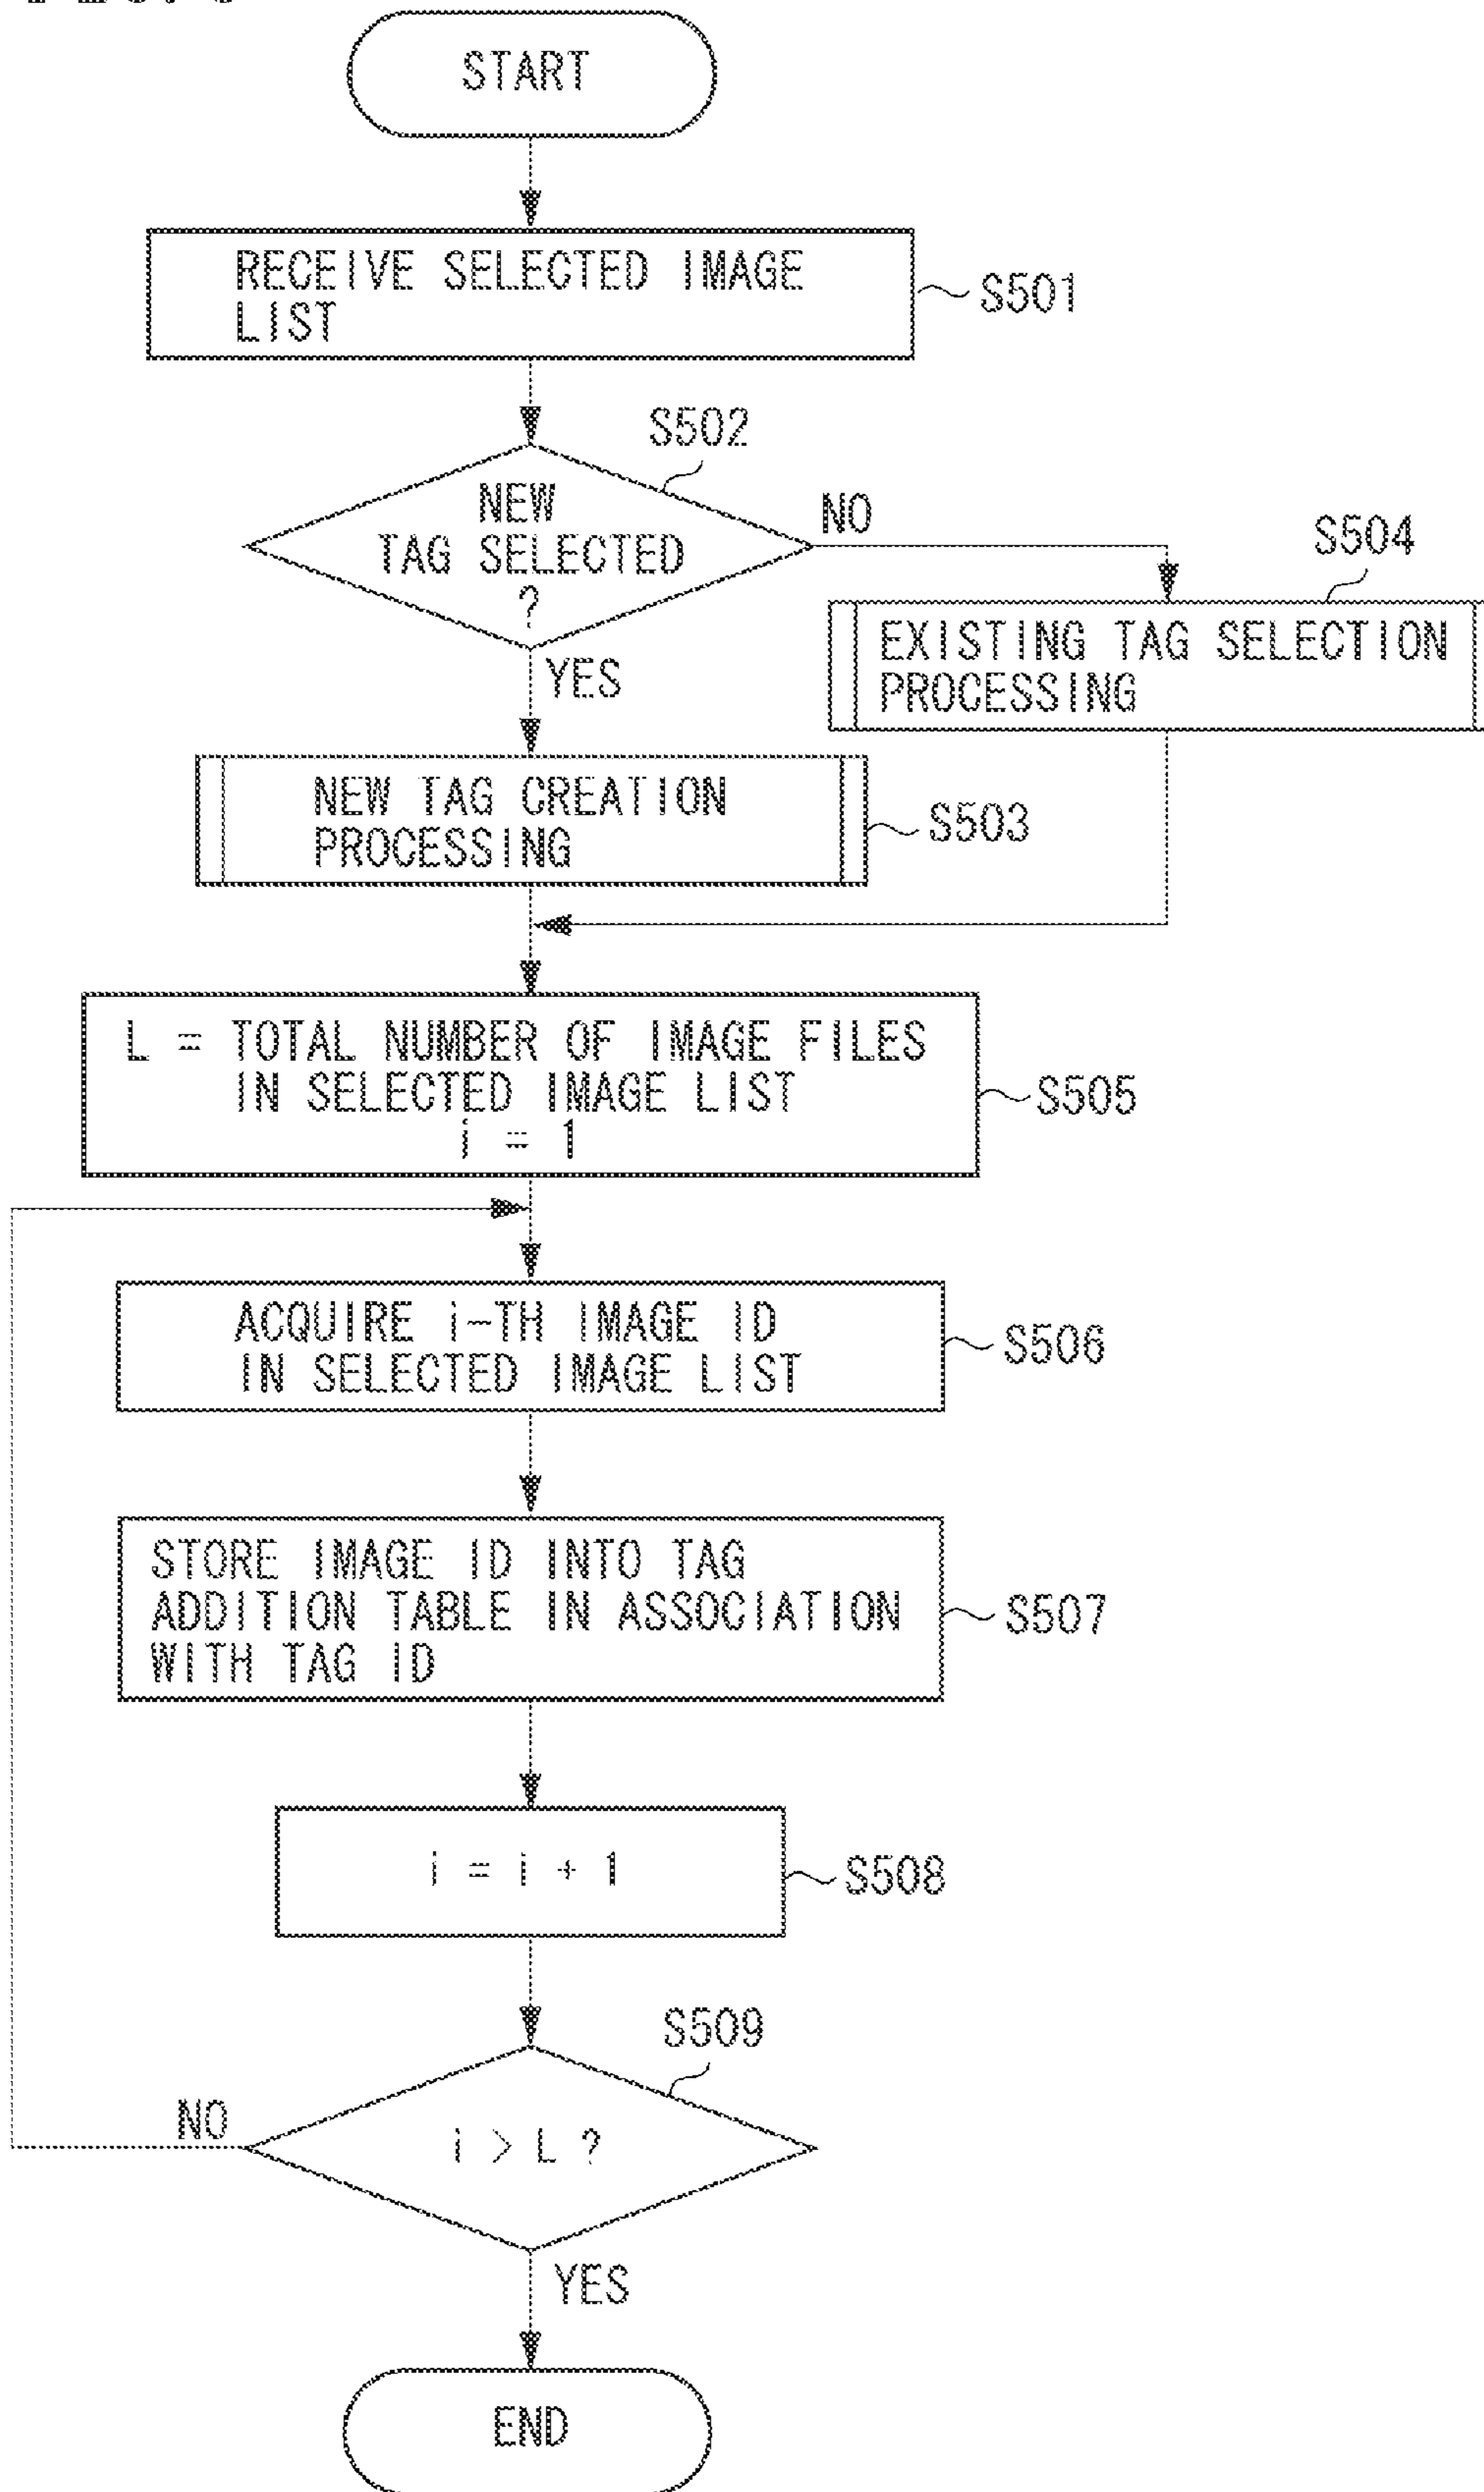 START
RECEIVE SELECTED IMAGE
LIST
S501
S502
NEW
TAG SELECTED
?
NO
YES
S504
EXISTING TAG SELECTION
PROCESSING
NEW TAG CREATION
PROCESSING
S503
L = TOTAL NUMBER OF IMAGE FILES
IN SELECTED IMAGE LIST
i = 1
S505
ACQUIRE i-TH IMAGE ID
IN SELECTED IMAGE LIST
S506
STORE IMAGE ID INTO TAG
ADDITION TABLE IN ASSOCIATION
WITH TAG ID
S507
i = i + 1
S508
S509
i > L ?
NO
YES
END